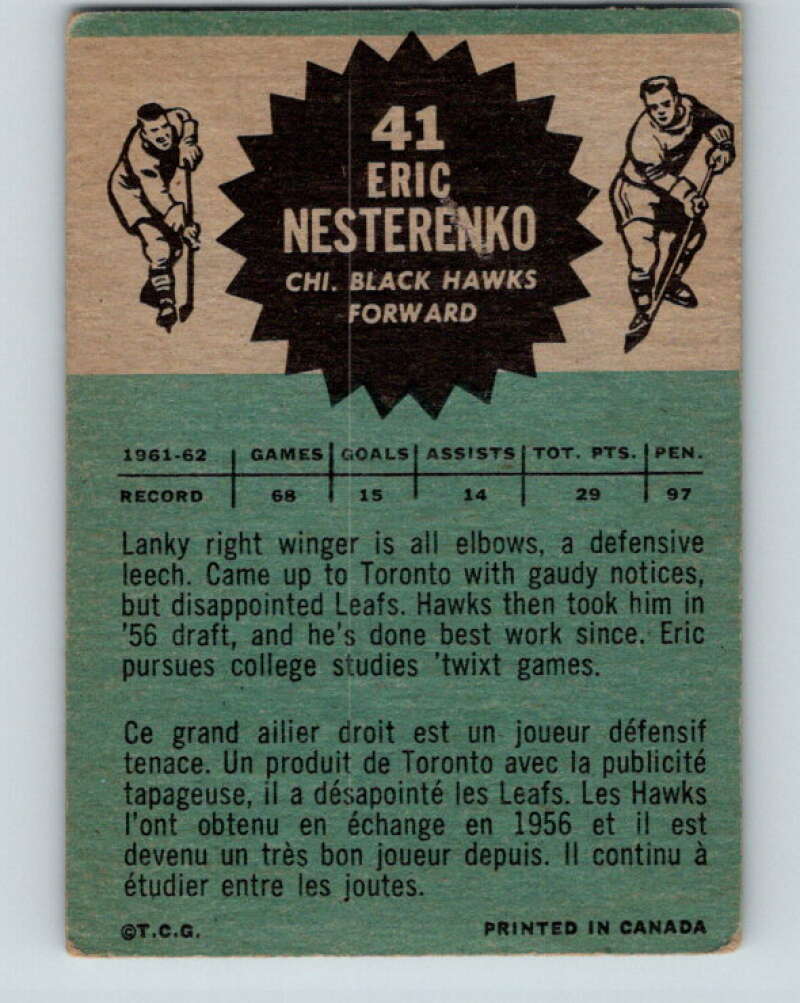 41
ERIC
NESTERENKO
CHI. BLACK HAWKS
FORWARD
1961-62 GAMES GOALS ASSISTS TOT. PTS. PEN.
RECORD 68 15 14 29 97
Lanky right winger is all elbows, a defensive
leech. Came up to Toronto with gaudy notices,
but disappointed Leafs. Hawks then took him in
'56 draft, and he's done best work since. Eric
pursues college studies 'twixt games.
Ce grand ailier droit est un joueur défensif
tenace. Un produit de Toronto avec la publicité
tapageuse, il a désapointé les Leafs. Les Hawks
l'ont obtenu en échange en 1956 et il est
devenu un très bon joueur depuis. Il continu à
étudier entre les joutes.
©T.C.G. PRINTED IN CANADA